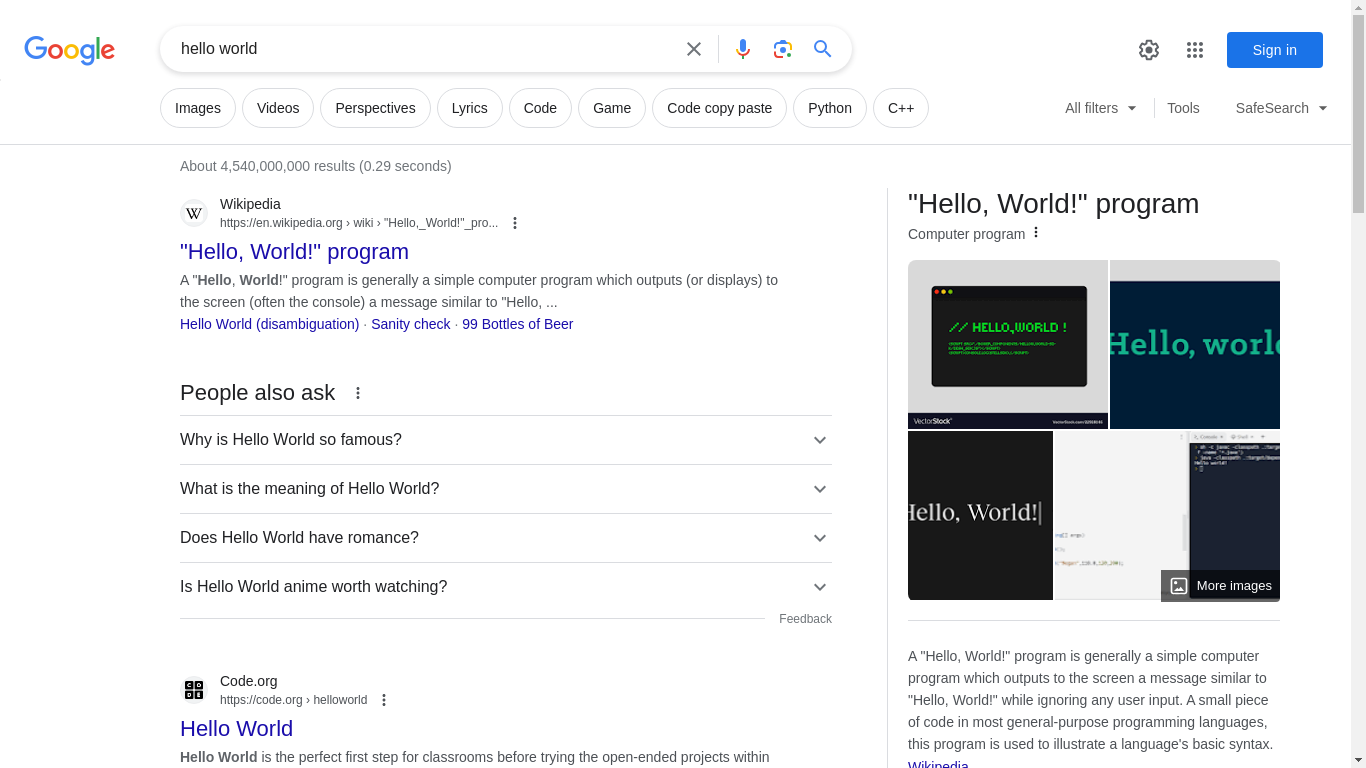 Google
hello world
Sign in
Images
Videos
Perspectives
Lyrics
Code
Game
Code copy paste
Python
C++
All filters
Tools
SafeSearch
About 4,540,000,000 results (0.29 seconds)
Wikipedia
https://en.wikipedia.org › wiki › "Hello,_World!"_pro...
"Hello, World!" program
A "Hello, World!" program is generally a simple computer program which outputs (or displays) to
the screen (often the console) a message similar to "Hello, ...
Hello World (disambiguation) · Sanity check · 99 Bottles of Beer
People also ask
Why is Hello World so famous?
What is the meaning of Hello World?
Does Hello World have romance?
Is Hello World anime worth watching?
Feedback
CODE
Code.org
https://code.org › helloworld
Hello World
Hello World is the perfect first step for classrooms before trying the open-ended projects within
"Hello, World!" program
Computer program
// HELLO,WORLD !
VectorStock
Hello, world
Hello, World!
Hello world!
More images
A "Hello, World!" program is generally a simple computer
program which outputs to the screen a message similar to
"Hello, World!" while ignoring any user input. A small piece
of code in most general-purpose programming languages,
this program is used to illustrate a language's basic syntax.
Wikipedia